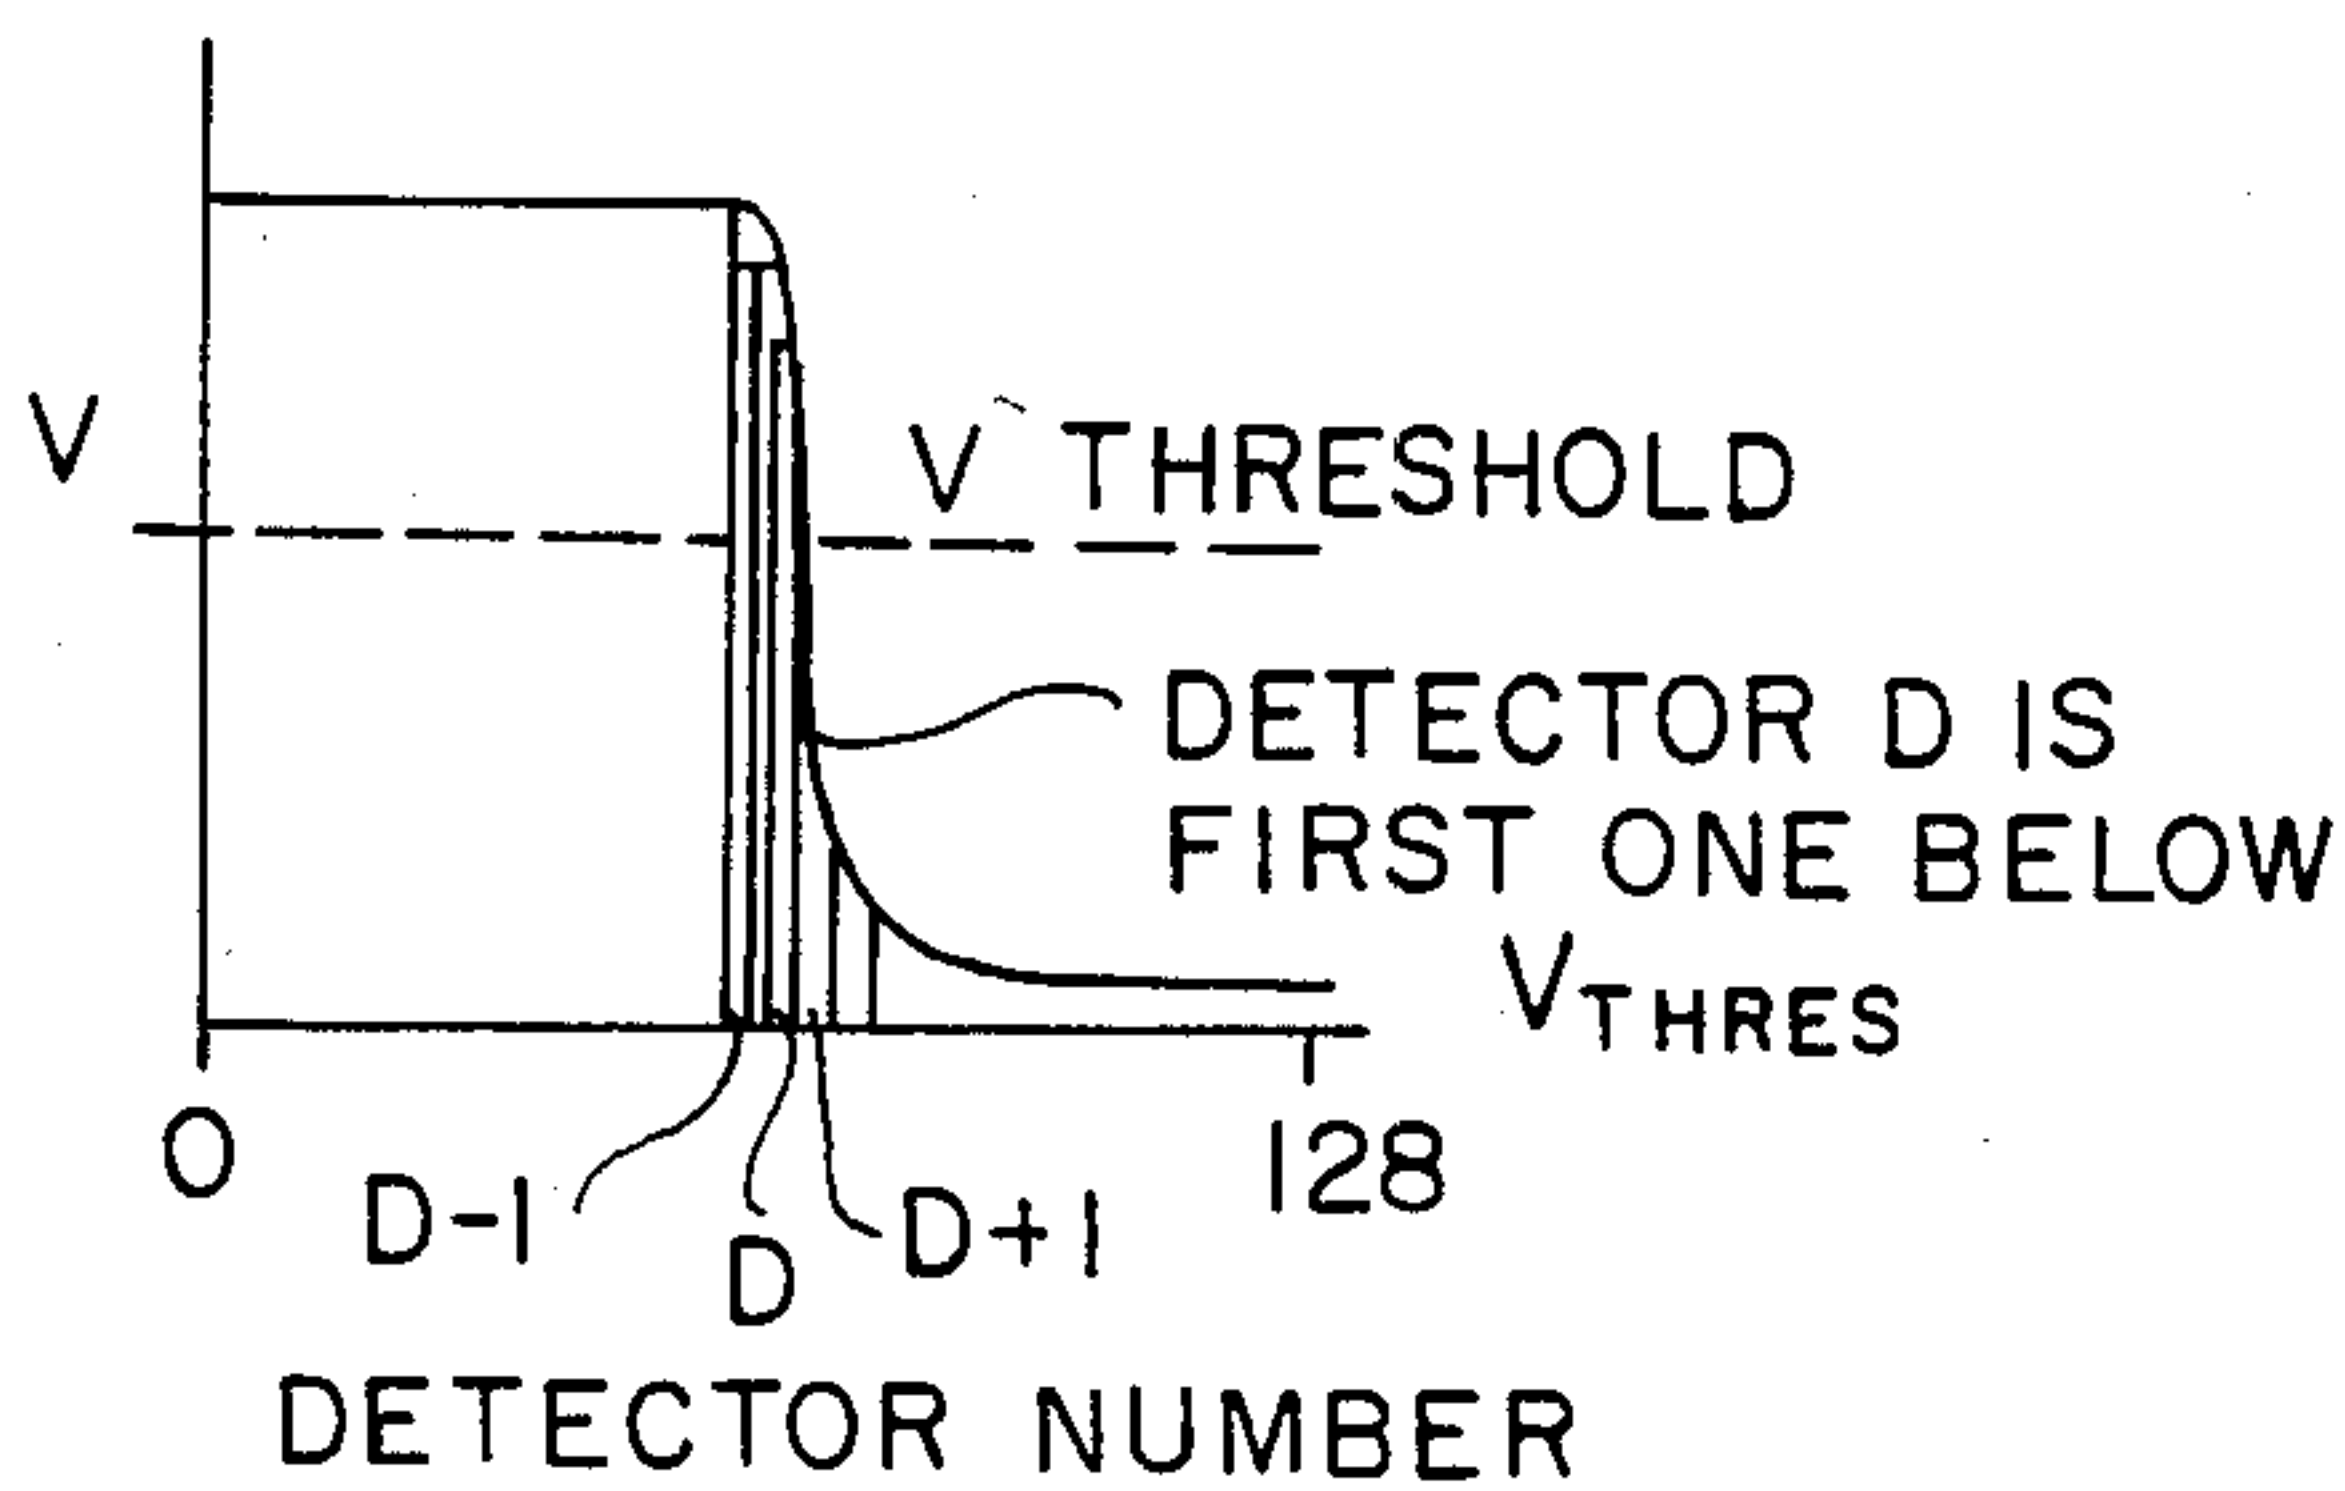 V
V THRESHOLD
DETECTOR D IS
FIRST ONE BELOW
VTHRES
0
128
D-1
D
D+1
DETECTOR NUMBER